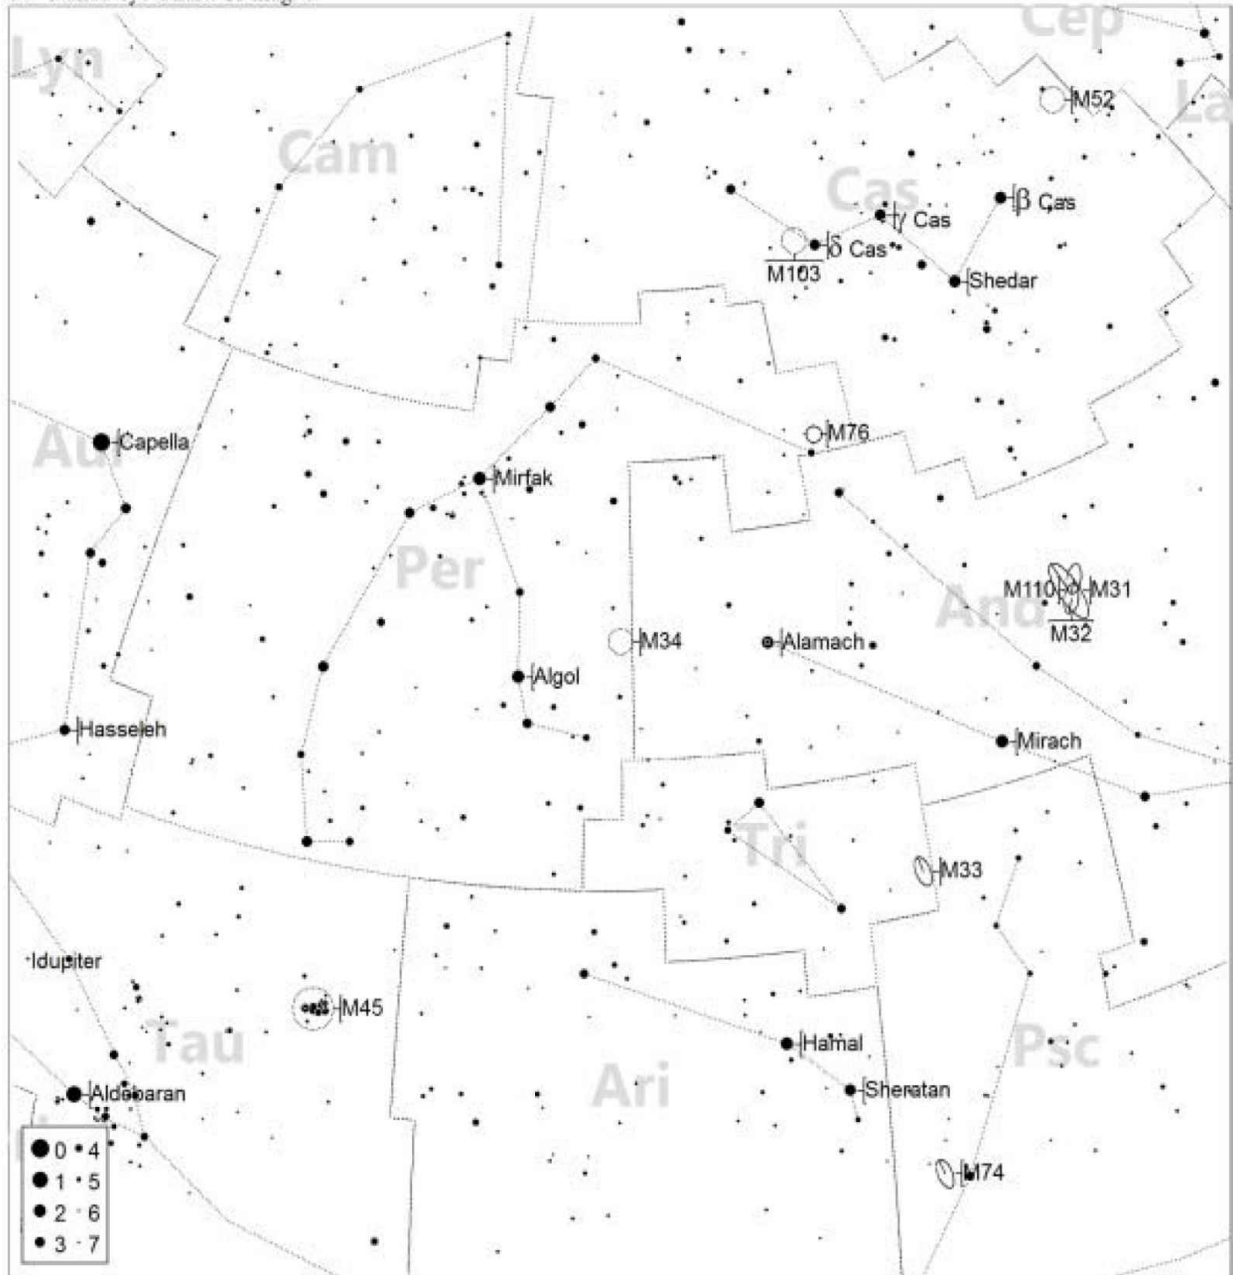 Cep
Lyn
M52
La
Cam
Cas
β Cas
γ Cas
δ Cas
M103
Shedar
M76
Aur
Capella
Mirfak
Per
M110
M31
And
M32
M34
Alamach
Algol
Hasseleh
Mirach
Tri
M33
Idupiter
M45
Tau
Hamal
Psc
Ari
Aldebaran
Sheratan
0 4
1 5
2 6
3 7
M74